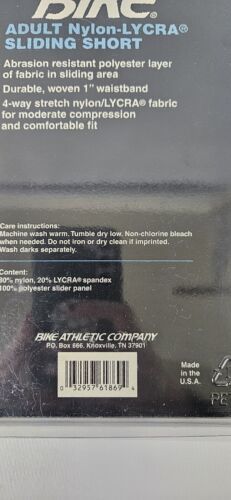 BIKE®
ADULT Nylon-LYCRA®
SLIDING SHORT
Abrasion resistant polyester layer
of fabric in sliding area
Durable, woven 1" waistband
4-way stretch nylon/LYCRA® fabric
for moderate compression
and comfortable fit
Care Instructions:
Machine wash warm. Tumble dry low. Non-chlorine bleach
when needed. Do not iron or dry clean if imprinted.
Wash darks separately.
Content:
80% nylon, 20% LYCRA® spandex
100% polyester slider panel
BIKE ATHLETIC COMPANY
P.O. Box 666, Knoxville, TN 37901
Made
in the
U.S.A.
0 32957 61869 4